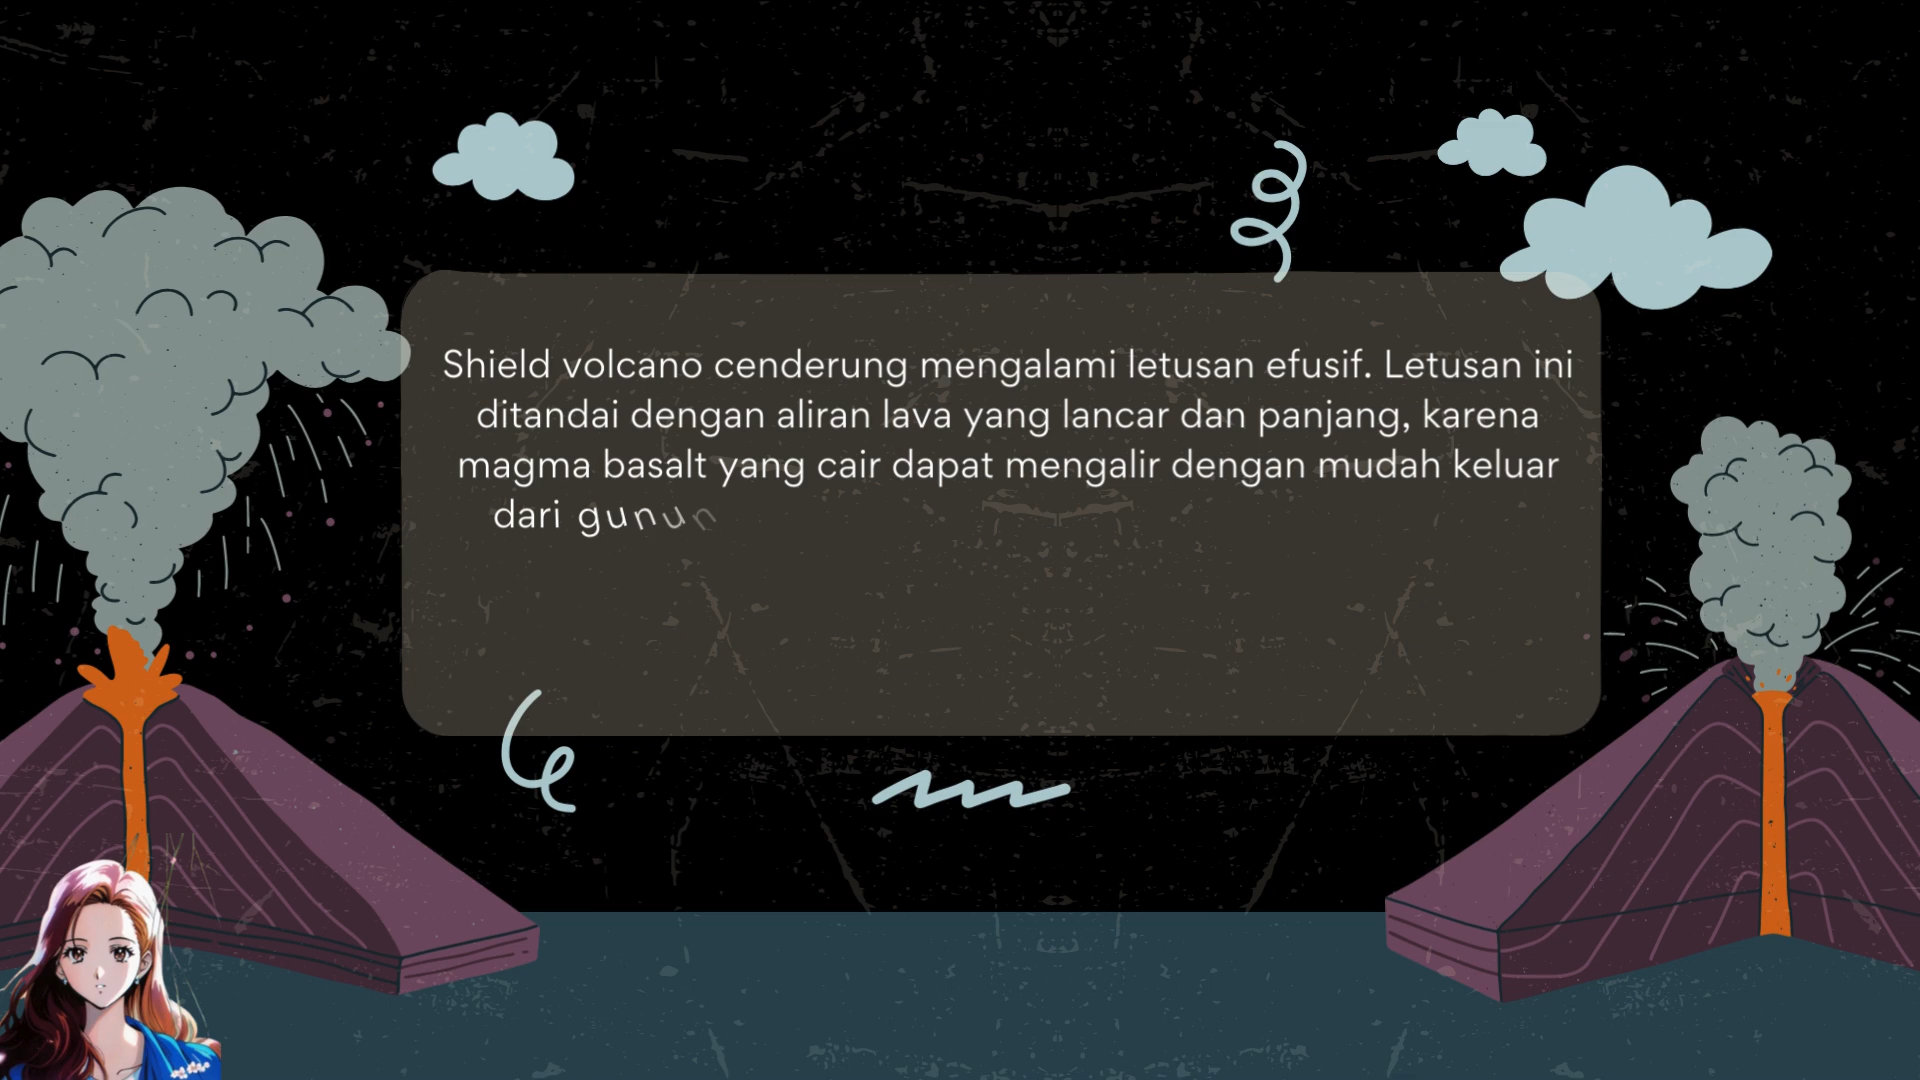 Shield volcano cenderung mengalami letusan efusif. Letusan ini
ditandai dengan aliran lava yang lancar dan panjang, karena
magma basalt yang cair dapat mengalir dengan mudah keluar
dari gunun